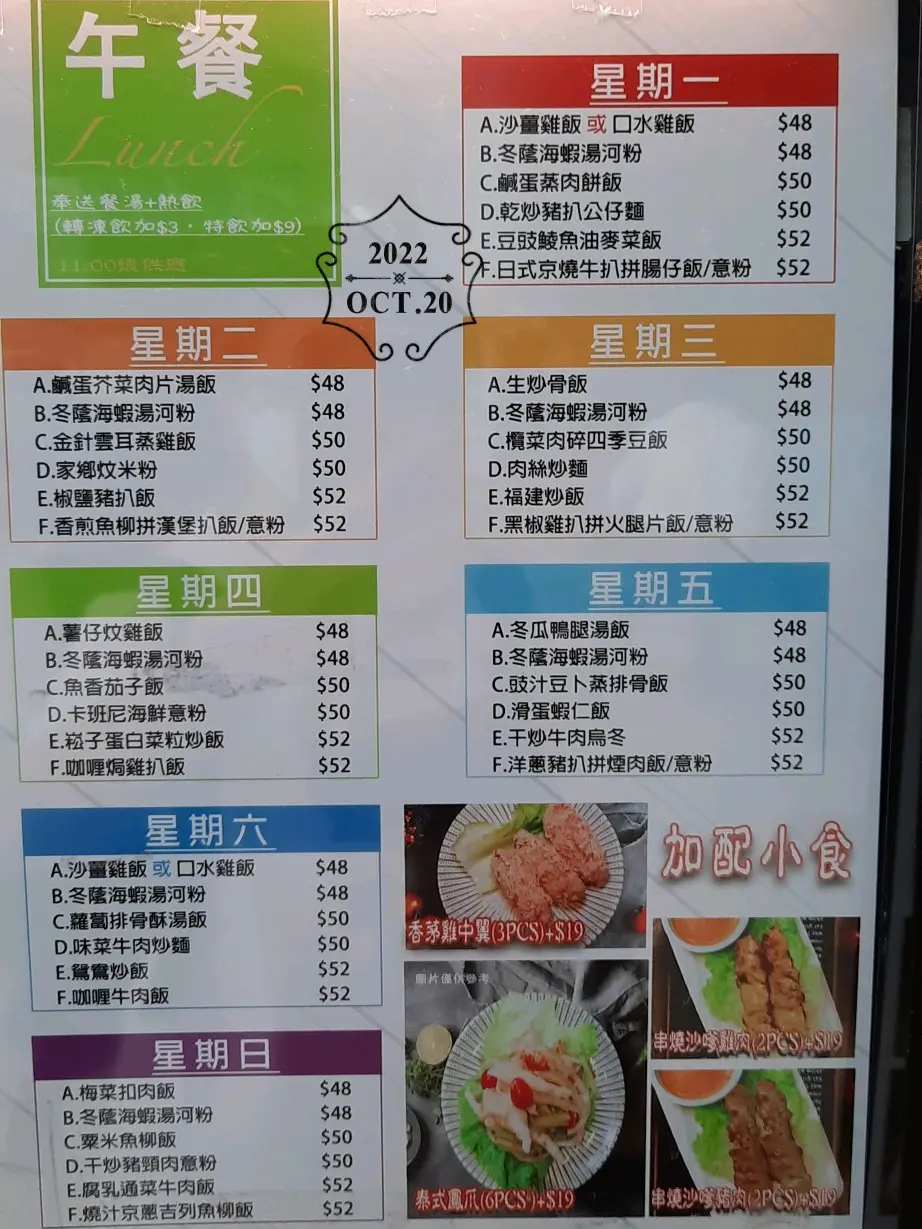 午餐
Lunch
奉送餐湯+熱飲
(轉凍飲加$3．特飲加$9)
11:00後供應
2022
OCT.20
星期一
A.沙薑雞飯 或 口水雞飯 $48
B.冬蔭海蝦湯河粉 $48
C.鹹蛋蒸肉餅飯 $50
D.乾炒豬扒公仔麵 $50
E.豆豉鯪魚油麥菜飯 $52
F.日式京燒牛扒拼腸仔飯/意粉 $52
星期二
A.鹹蛋芥菜肉片湯飯 $48
B.冬蔭海蝦湯河粉 $48
C.金針雲耳蒸雞飯 $50
D.家鄉炆米粉 $50
E.椒鹽豬扒飯 $52
F.香煎魚柳拼漢堡扒飯/意粉 $52
星期三
A.生炒骨飯 $48
B.冬蔭海蝦湯河粉 $48
C.欖菜肉碎四季豆飯 $50
D.肉絲炒麵 $50
E.福建炒飯 $52
F.黑椒雞扒拼火腿片飯/意粉 $52
星期四
A.薯仔炆雞飯 $48
B.冬蔭海蝦湯河粉 $48
C.魚香茄子飯 $50
D.卡班尼海鮮意粉 $50
E.崧子蛋白菜粒炒飯 $52
F.咖喱焗雞扒飯 $52
星期五
A.冬瓜鴨腿湯飯 $48
B.冬蔭海蝦湯河粉 $48
C.豉汁豆卜蒸排骨飯 $50
D.滑蛋蝦仁飯 $50
E.干炒牛肉烏冬 $52
F.洋蔥豬扒拼煙肉飯/意粉 $52
星期六
A.沙薑雞飯 或 口水雞飯 $48
B.冬蔭海蝦湯河粉 $48
C.蘿蔔排骨酥湯飯 $50
D.味菜牛肉炒麵 $50
E.鴛鴦炒飯 $52
F.咖喱牛肉飯 $52
星期日
A.梅菜扣肉飯 $48
B.冬蔭海蝦湯河粉 $48
C.粟米魚柳飯 $50
D.干炒豬頸肉意粉 $50
E.腐乳通菜牛肉飯 $52
F.燒汁京蔥吉列魚柳飯 $52
加配小食
香茅雞中翼(3PCS)+$19
圖片僅供參考
泰式鳳爪(6PCS)+$19
串燒沙嗲雞肉(2PCS)+$19
串燒沙嗲豬肉(2PCS)+$19